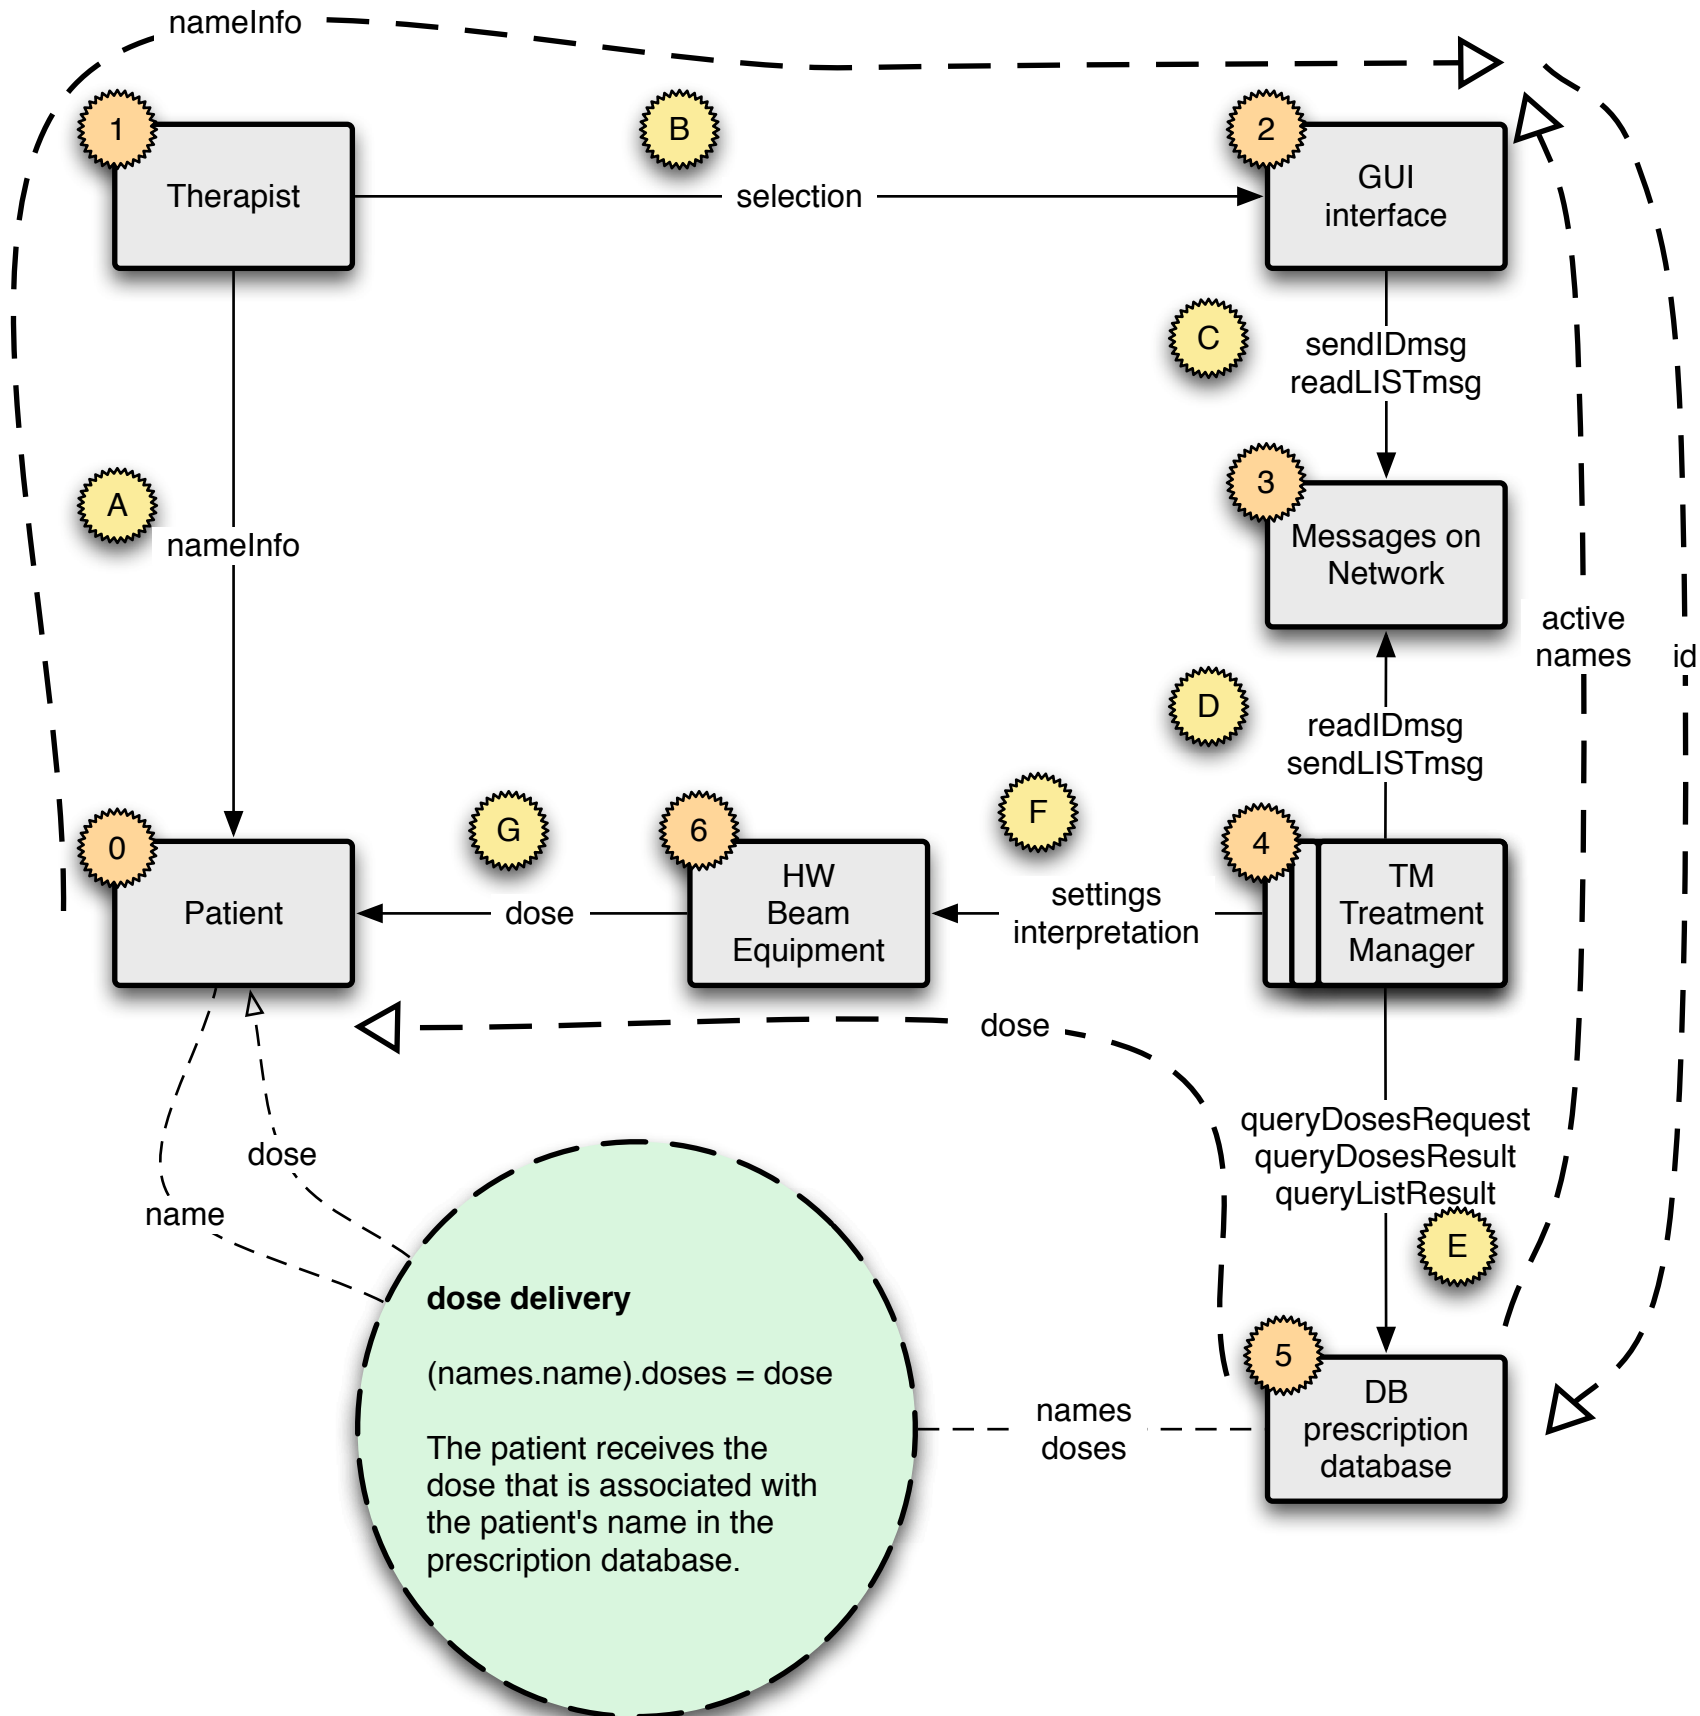 nameInfo
1
B
2
Therapist
selection
GUI
interface
C
sendIDmsg
readLISTmsg
A
nameInfo
3
Messages on
Network
active
names
id
D
readIDmsg
sendLISTmsg
0
Patient
G
dose
6
HW
Beam
Equipment
F
settings
interpretation
4
TM
Treatment
Manager
dose
dose
name
queryDosesRequest
queryDosesResult
queryListResult
E
dose delivery
(names.name).doses = dose
The patient receives the
dose that is associated with
the patient's name in the
prescription database.
names
doses
5
DB
prescription
database